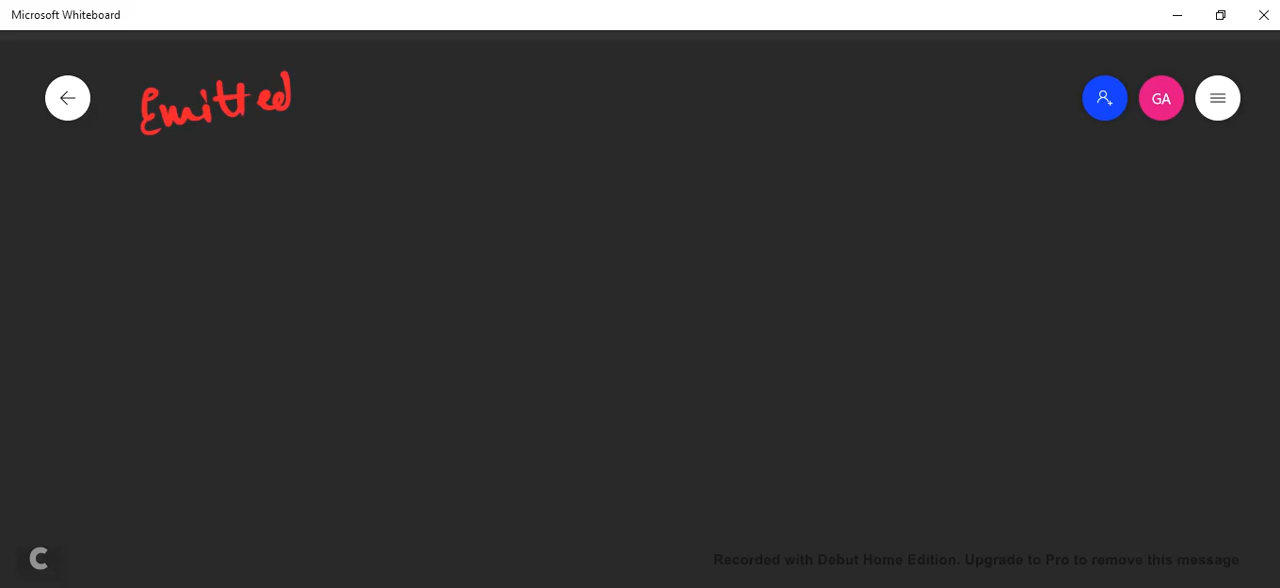 Microsoft Whiteboard
Emitted
GA
C
Recorded with Debut Home Edition. Upgrade to Pro to remove this message